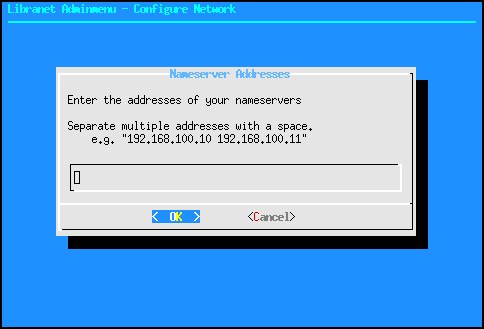 Libranet Adminmenu - Configure Network
Nameserver Addresses
Enter the addresses of your nameservers
Separate multiple addresses with a space.
e.g. "192.168.100.10 192.168.100.11"
< OK > <Cancel>